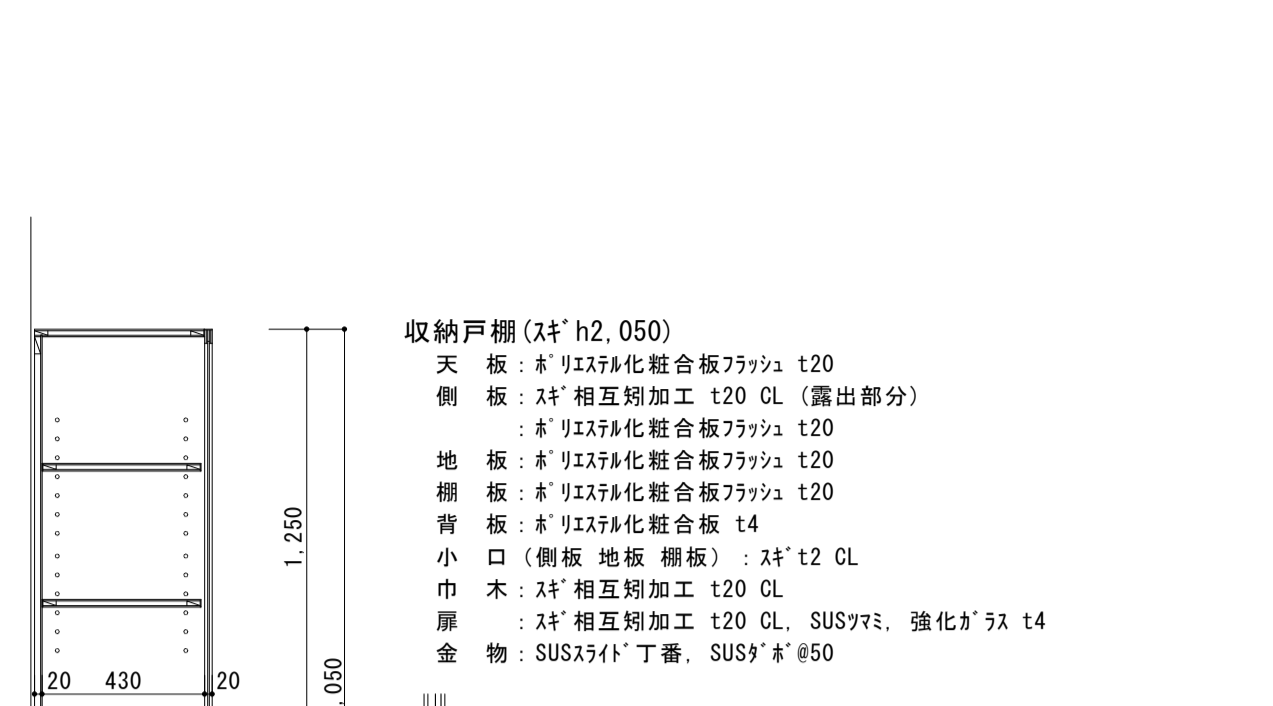 収納戸棚(ｽｷﾞh2,050)
天　板：ﾎﾟﾘｴｽﾃﾙ化粧合板ﾌﾗｯｼｭ t20
側　板：ｽｷﾞ相互矧加工 t20 CL (露出部分)
：ﾎﾟﾘｴｽﾃﾙ化粧合板ﾌﾗｯｼｭ t20
地　板：ﾎﾟﾘｴｽﾃﾙ化粧合板ﾌﾗｯｼｭ t20
棚　板：ﾎﾟﾘｴｽﾃﾙ化粧合板ﾌﾗｯｼｭ t20
背　板：ﾎﾟﾘｴｽﾃﾙ化粧合板 t4
小　口（側板 地板 棚板）：ｽｷﾞt2 CL
巾　木：ｽｷﾞ相互矧加工 t20 CL
扉　　：ｽｷﾞ相互矧加工 t20 CL, SUSﾂﾏﾐ, 強化ｶﾞﾗｽ t4
金　物：SUSｽﾗｲﾄﾞ丁番, SUSﾀﾞﾎﾞ@50
1,250
,050
20 430 20